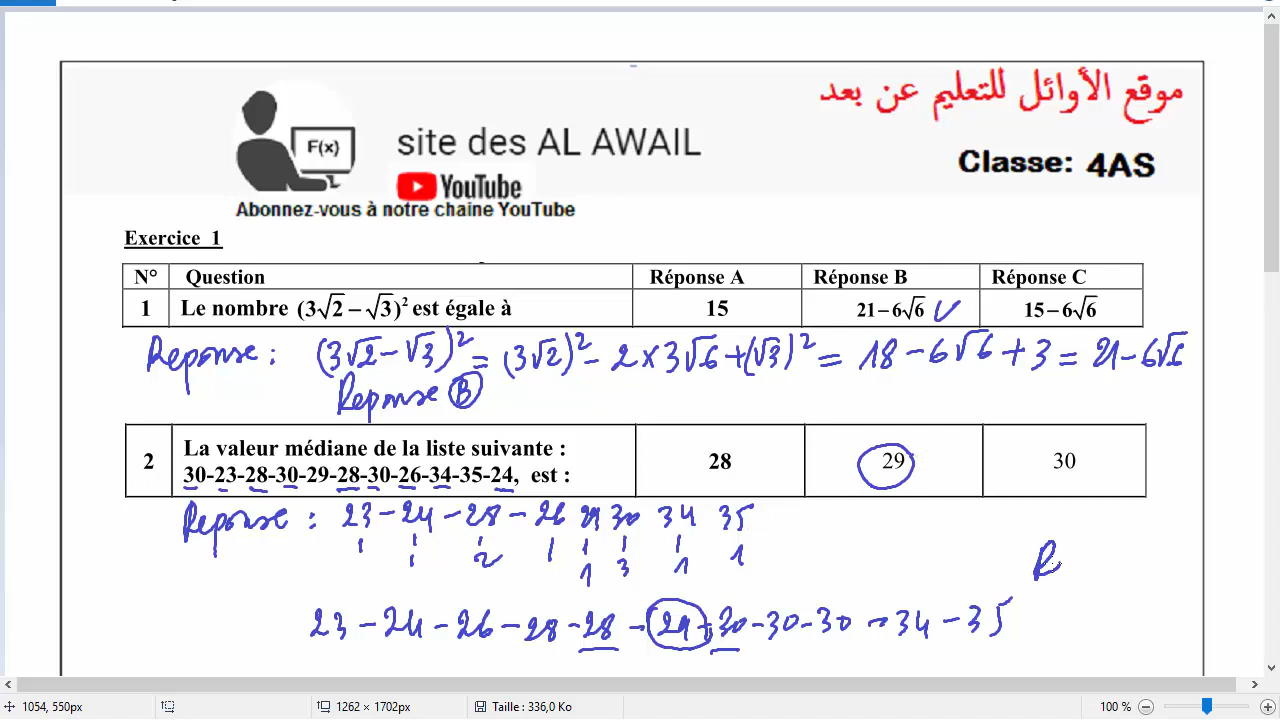 موقع الأوائل للتعليم عن بعد
F(x)
site des AL AWAIL
Classe: 4AS
YouTube
Abonnez-vous à notre chaine YouTube
Exercice 1
N° Question Réponse A Réponse B Réponse C
1 Le nombre (3√2 − √3)² est égale à 15 21 − 6√6 15 − 6√6
Reponse : (3√2 − √3)² = (3√2)² − 2 × 3√6 + (√3)² = 18 − 6√6 + 3 = 21 − 6√6
Reponse B
2 La valeur médiane de la liste suivante : 28 29 30
30-23-28-30-29-28-30-26-34-35-24, est :
Reponse : 23 − 24 − 28 − 26 29 30 34 35
1 1 2 1 1 3 1 1
R
23 − 24 − 26 − 28 − 28 − 29 − 30 − 30 − 30 − 34 − 35
1054, 550px 1262 × 1702px Taille : 336,0 Ko 100 %